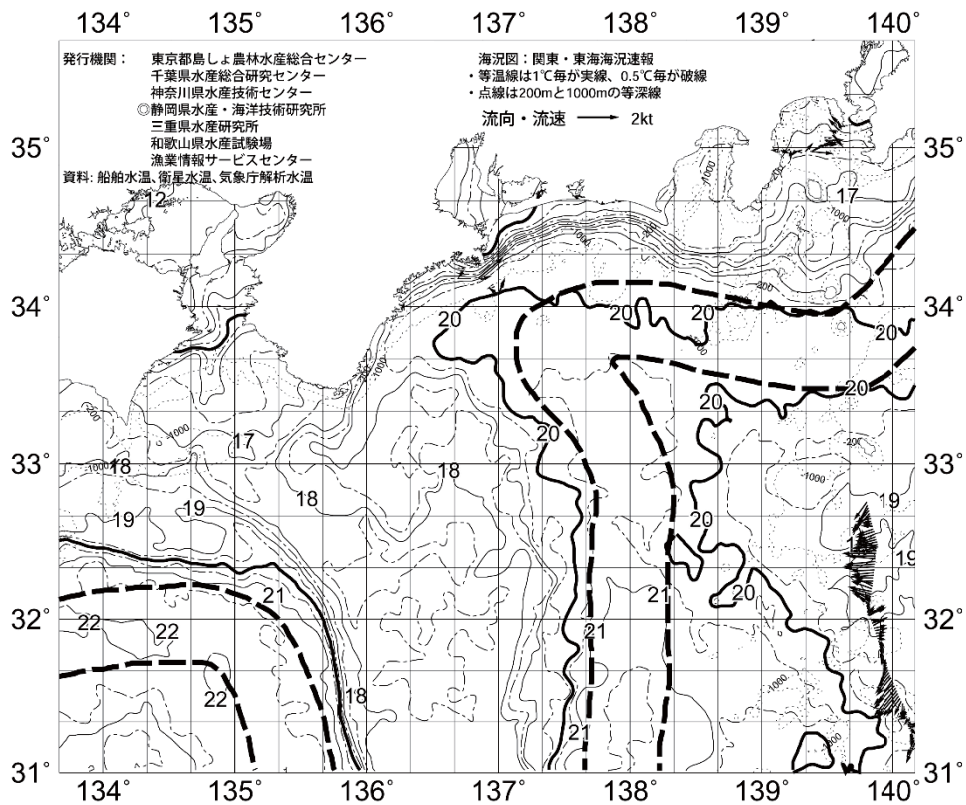 134° 135° 136° 137° 138° 139° 140°
発行機関： 東京都島しょ農林水産総合センター
千葉県水産総合研究センター
神奈川県水産技術センター
◎静岡県水産・海洋技術研究所
三重県水産研究所
和歌山県水産試験場
漁業情報サービスセンター
資料: 船舶水温、衛星水温、気象庁解析水温
海況図：関東・東海海況速報
・等温線は1℃毎が実線、0.5℃毎が破線
・点線は200mと1000mの等深線
流向・流速 2kt
35° 35°
12 17
34° 34°
20 20 20 20
20 20
20
17
33° 33°
18 18 18
19 19 19
20
19
21 21 20
32° 32°
22 22 21
22 18
21
31° 31°
134° 135° 136° 137° 138° 139° 140°